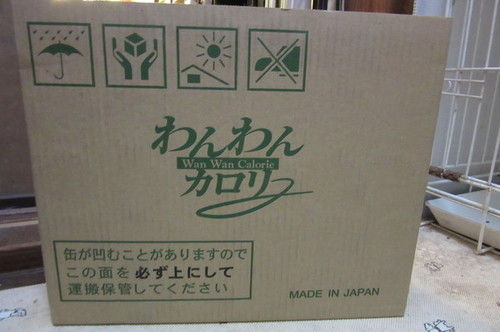 わんわん
Wan Wan Calorie
カロリー
缶が凹むことがありますので
この面を必ず上にして
運搬保管してください
MADE IN JAPAN